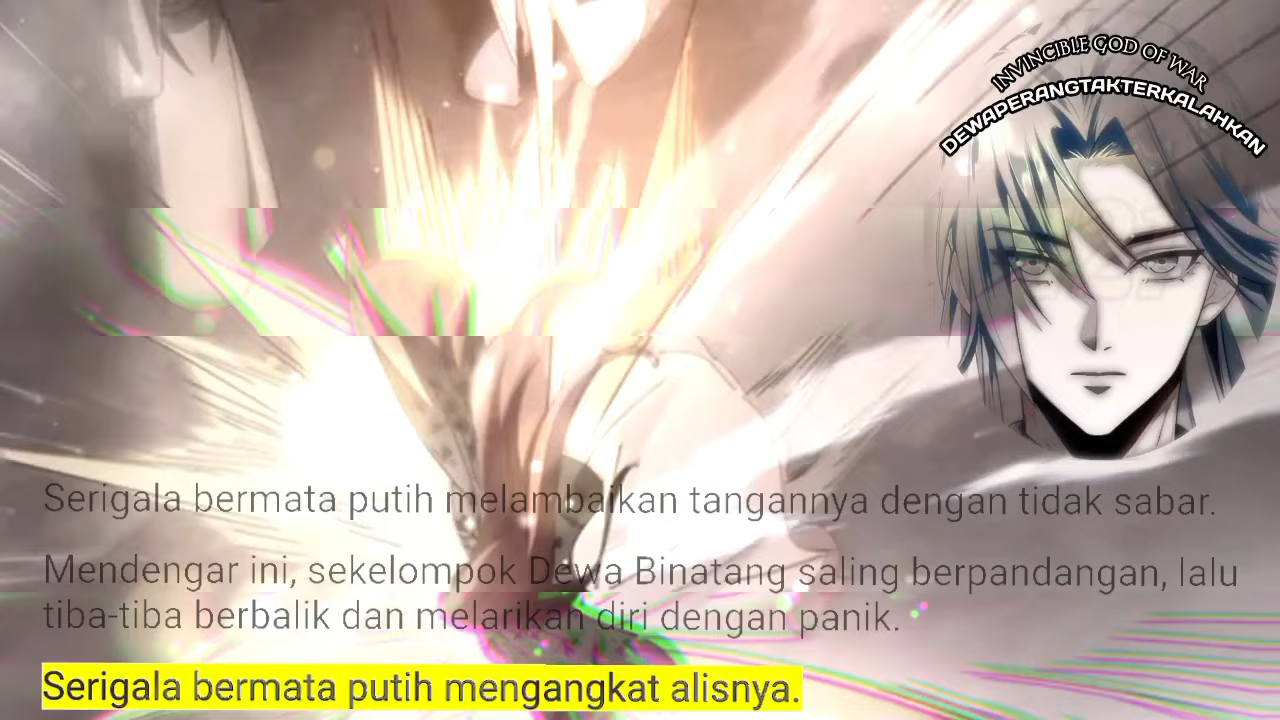 INVINCIBLE GOD OF WAR
DEWAPERANGTAKTERKALAHKAN
Serigala bermata putih melambaikan tangannya dengan tidak sabar.
Mendengar ini, sekelompok Dewa Binatang saling berpandangan, lalu
tiba-tiba berbalik dan melarikan diri dengan panik.
Serigala bermata putih mengangkat alisnya.